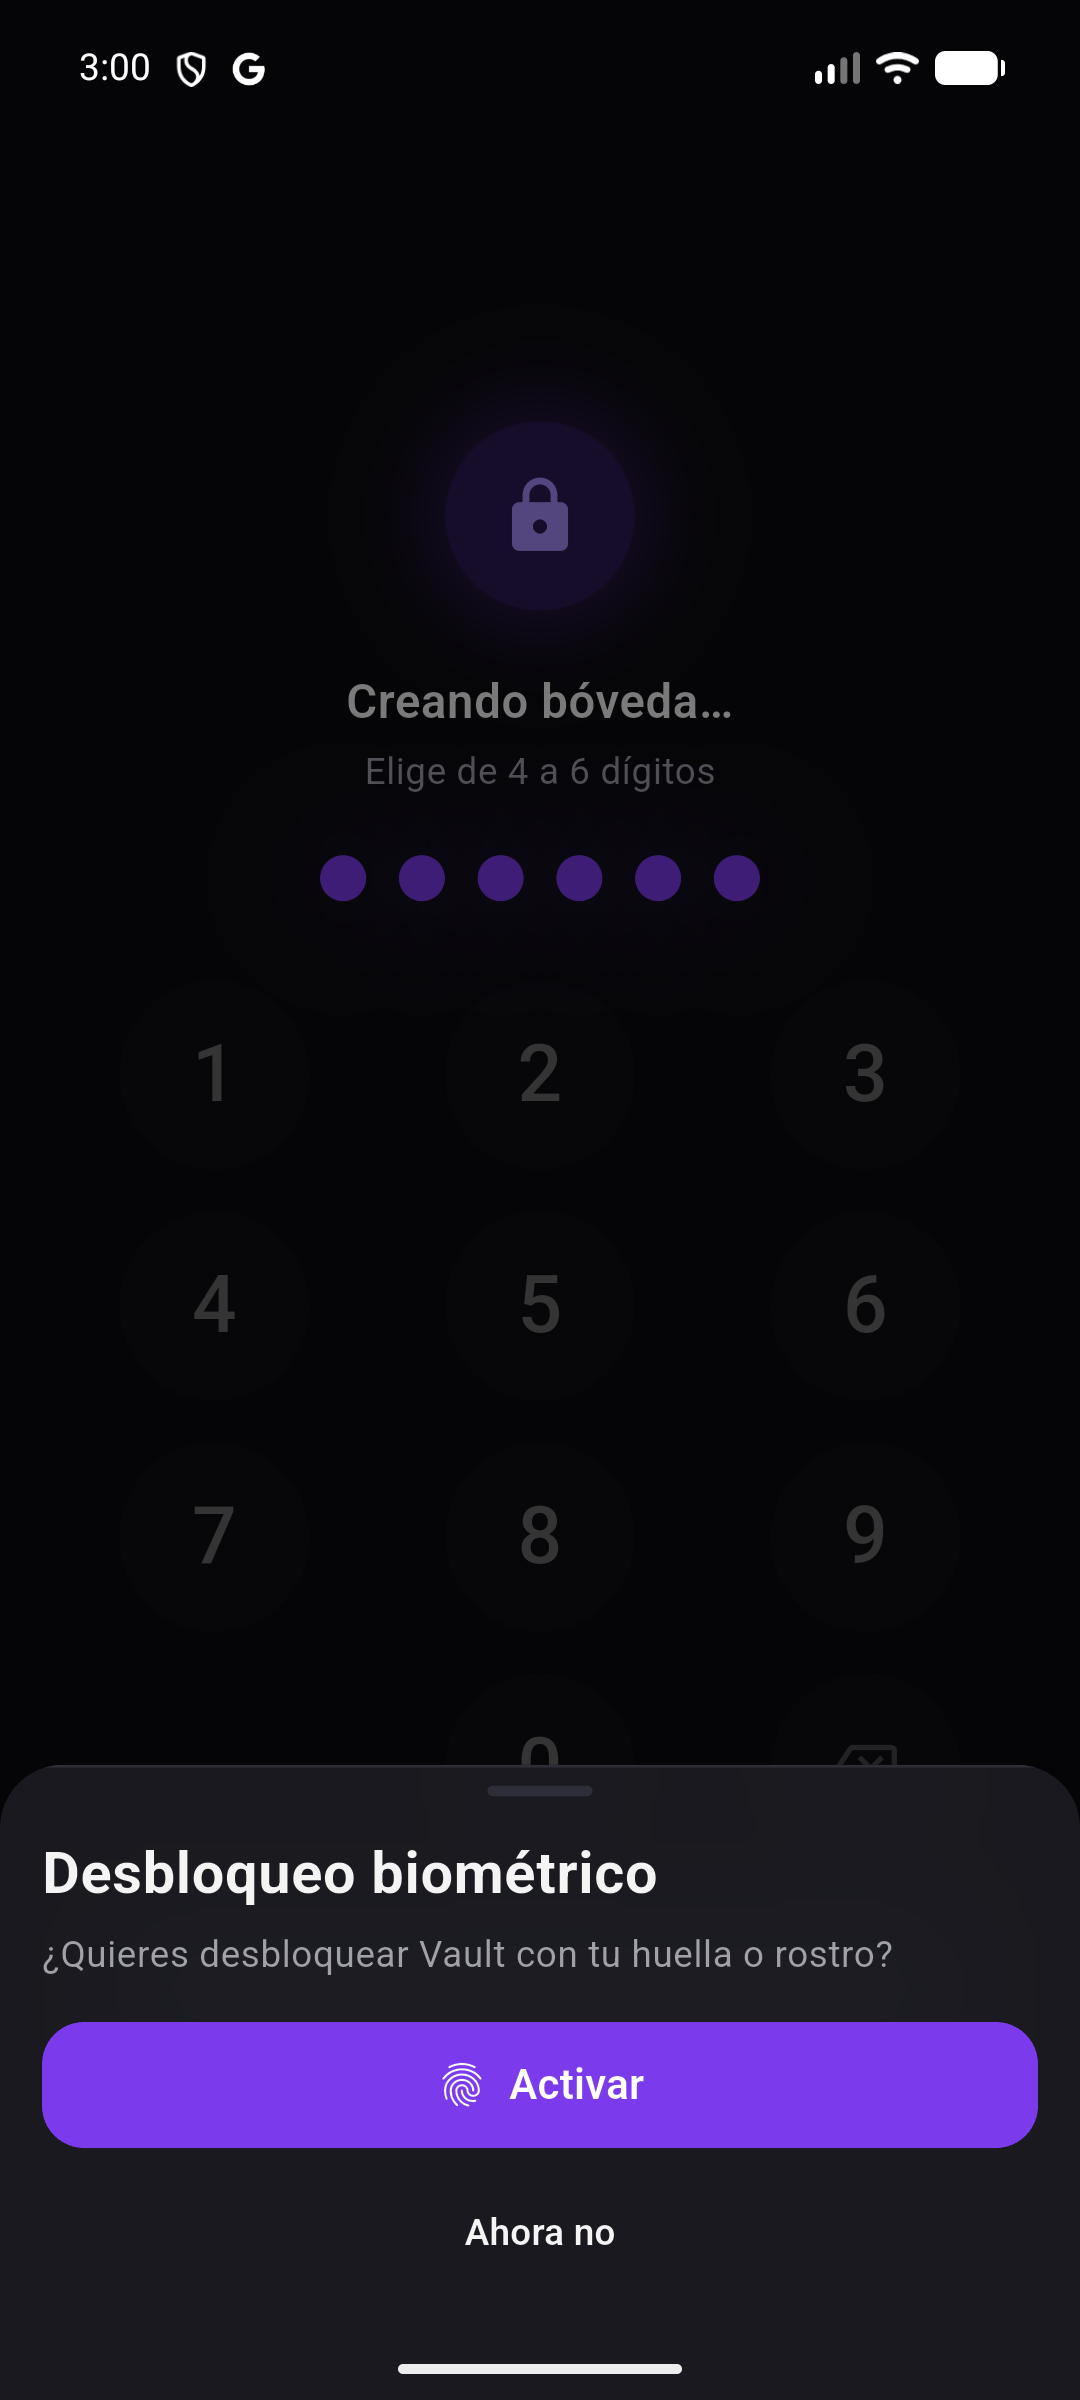 3:00
Creando bóveda...
Elige de 4 a 6 dígitos
1 2 3
4 5 6
7 8 9
0
Desbloqueo biométrico
¿Quieres desbloquear Vault con tu huella o rostro?
Activar
Ahora no